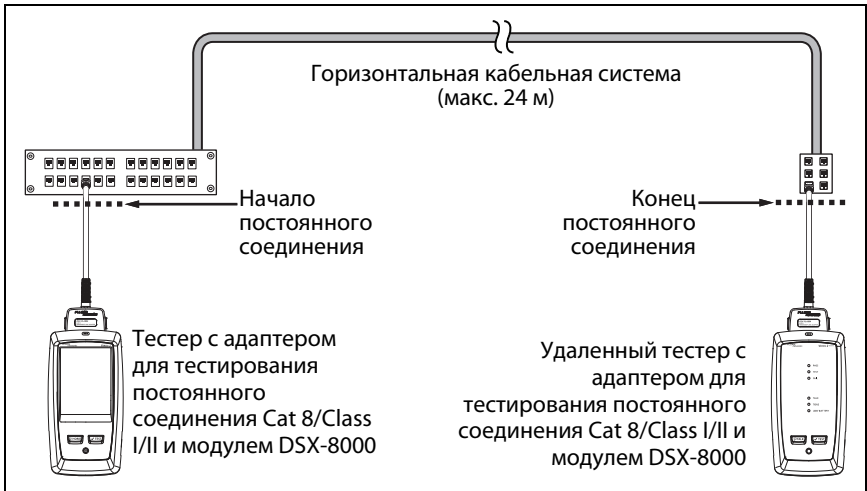 Горизонтальная кабельная система
(макс. 24 м)
Начало
постоянного
соединения
Конец
постоянного
соединения
Тестер с адаптером
для тестирования
постоянного
соединения Cat 8/Class
I/II и модулем DSX-8000
Удаленный тестер с
адаптером для
тестирования постоянного
соединения Cat 8/Class I/II и
модулем DSX-8000